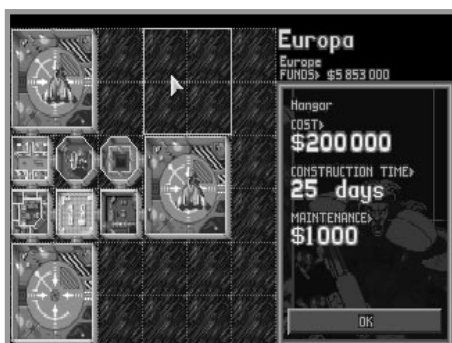 Europa
Europe
FUNDS> $5 853 000
Hangar
COST>
$200 000
CONSTRUCTION TIME>
25 days
MAINTENANCE>
$1000
OK